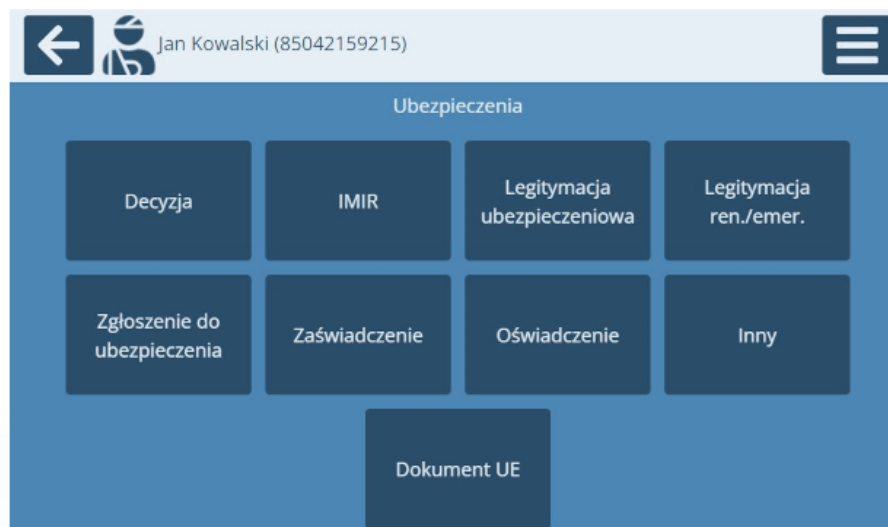 Jan Kowalski (85042159215)
Ubezpieczenia
Decyzja
IMIR
Legitymacja
ubezpieczeniowa
Legitymacja
ren./emer.
Zgłoszenie do
ubezpieczenia
Zaświadczenie
Oświadczenie
Inny
Dokument UE